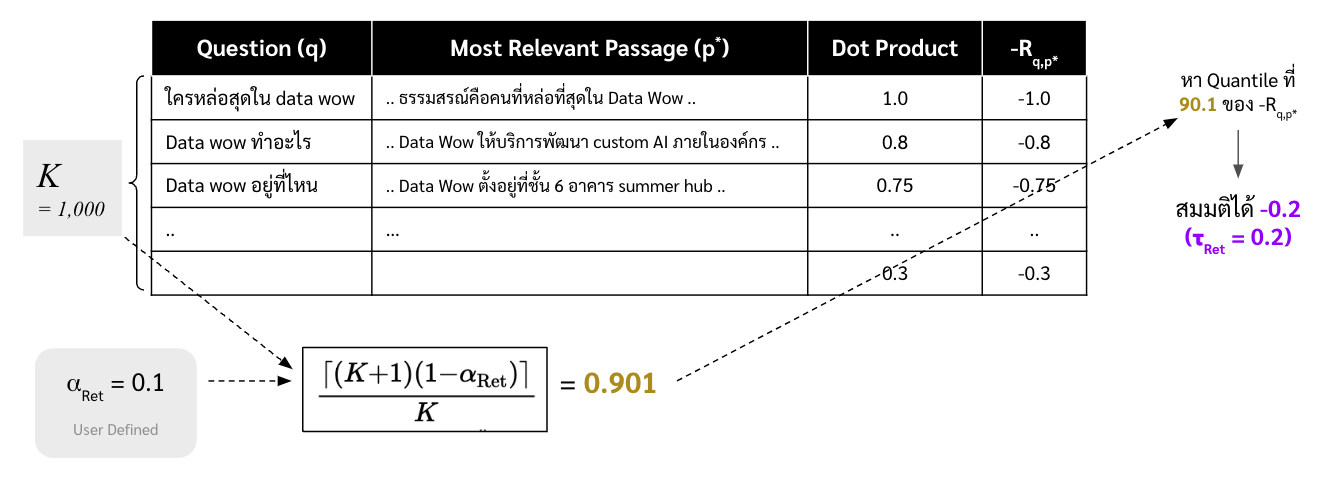 Question (q) Most Relevant Passage (p*) Dot Product -R_{q,p*}
ใครหล่อสุดใน data wow .. ธรรมสรณ์คือคนที่หล่อที่สุดใน Data Wow .. 1.0 -1.0
Data wow ทำอะไร .. Data Wow ให้บริการพัฒนา custom AI ภายในองค์กร .. 0.8 -0.8
Data wow อยู่ที่ไหน .. Data Wow ตั้งอยู่ที่ชั้น 6 อาคาร summer hub .. 0.75 -0.75
.. ... .. ..
0.3 -0.3
K
= 1,000
หา Quantile ที่
90.1 ของ -R_{q,p*}
สมมติได้ -0.2
(τ_{Ret} = 0.2)
α_{Ret} = 0.1
User Defined
⌈(K+1)(1-α_{Ret})⌉
K
= 0.901